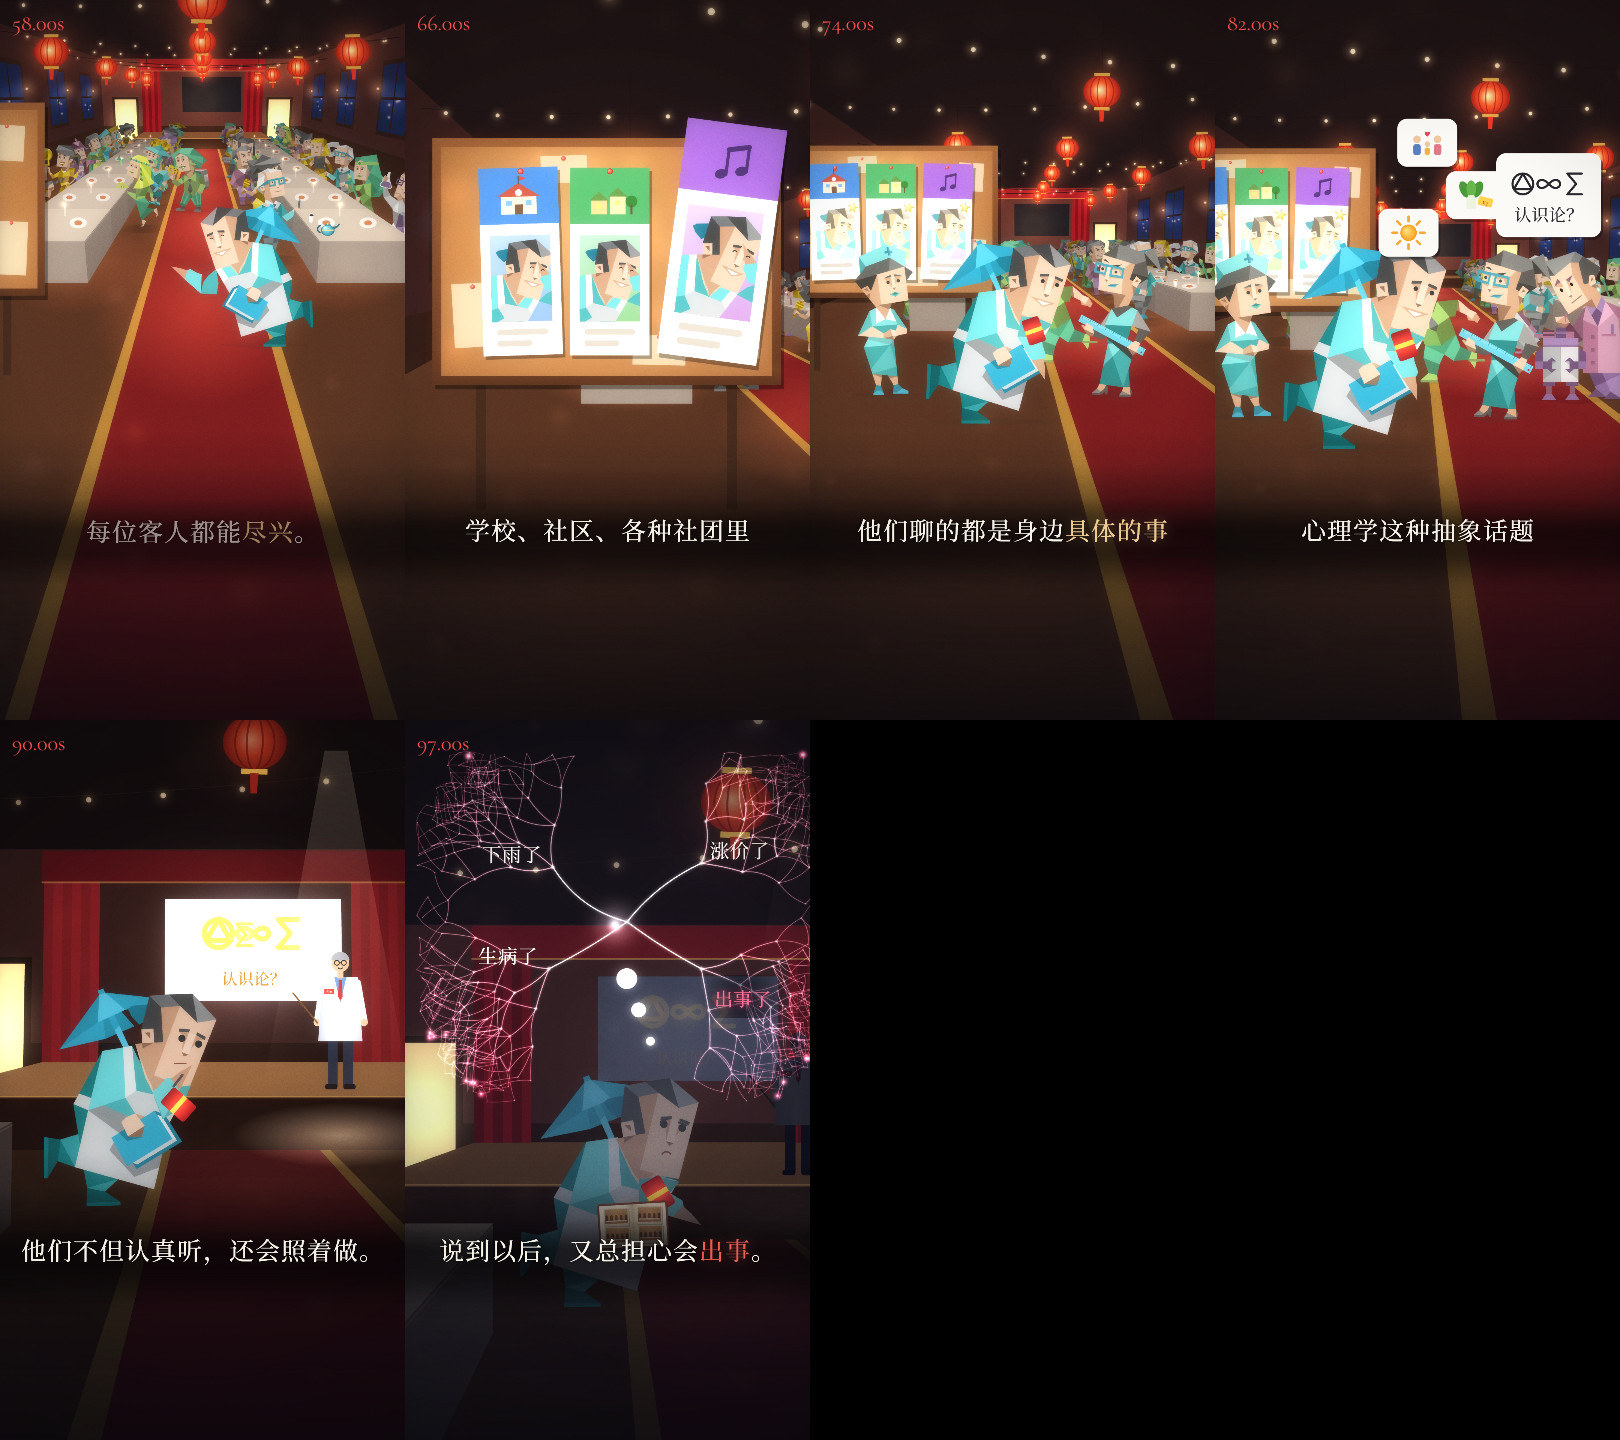 58.00s
每位客人都能尽兴。
66.00s
学校、社区、各种社团里
74.00s
他们聊的都是身边具体的事
82.00s
认识论?
心理学这种抽象话题
90.00s
认识论?
他们不但认真听，还会照着做。
97.00s
下雨了
涨价了
生病了
出事了
说到以后，又总担心会出事。